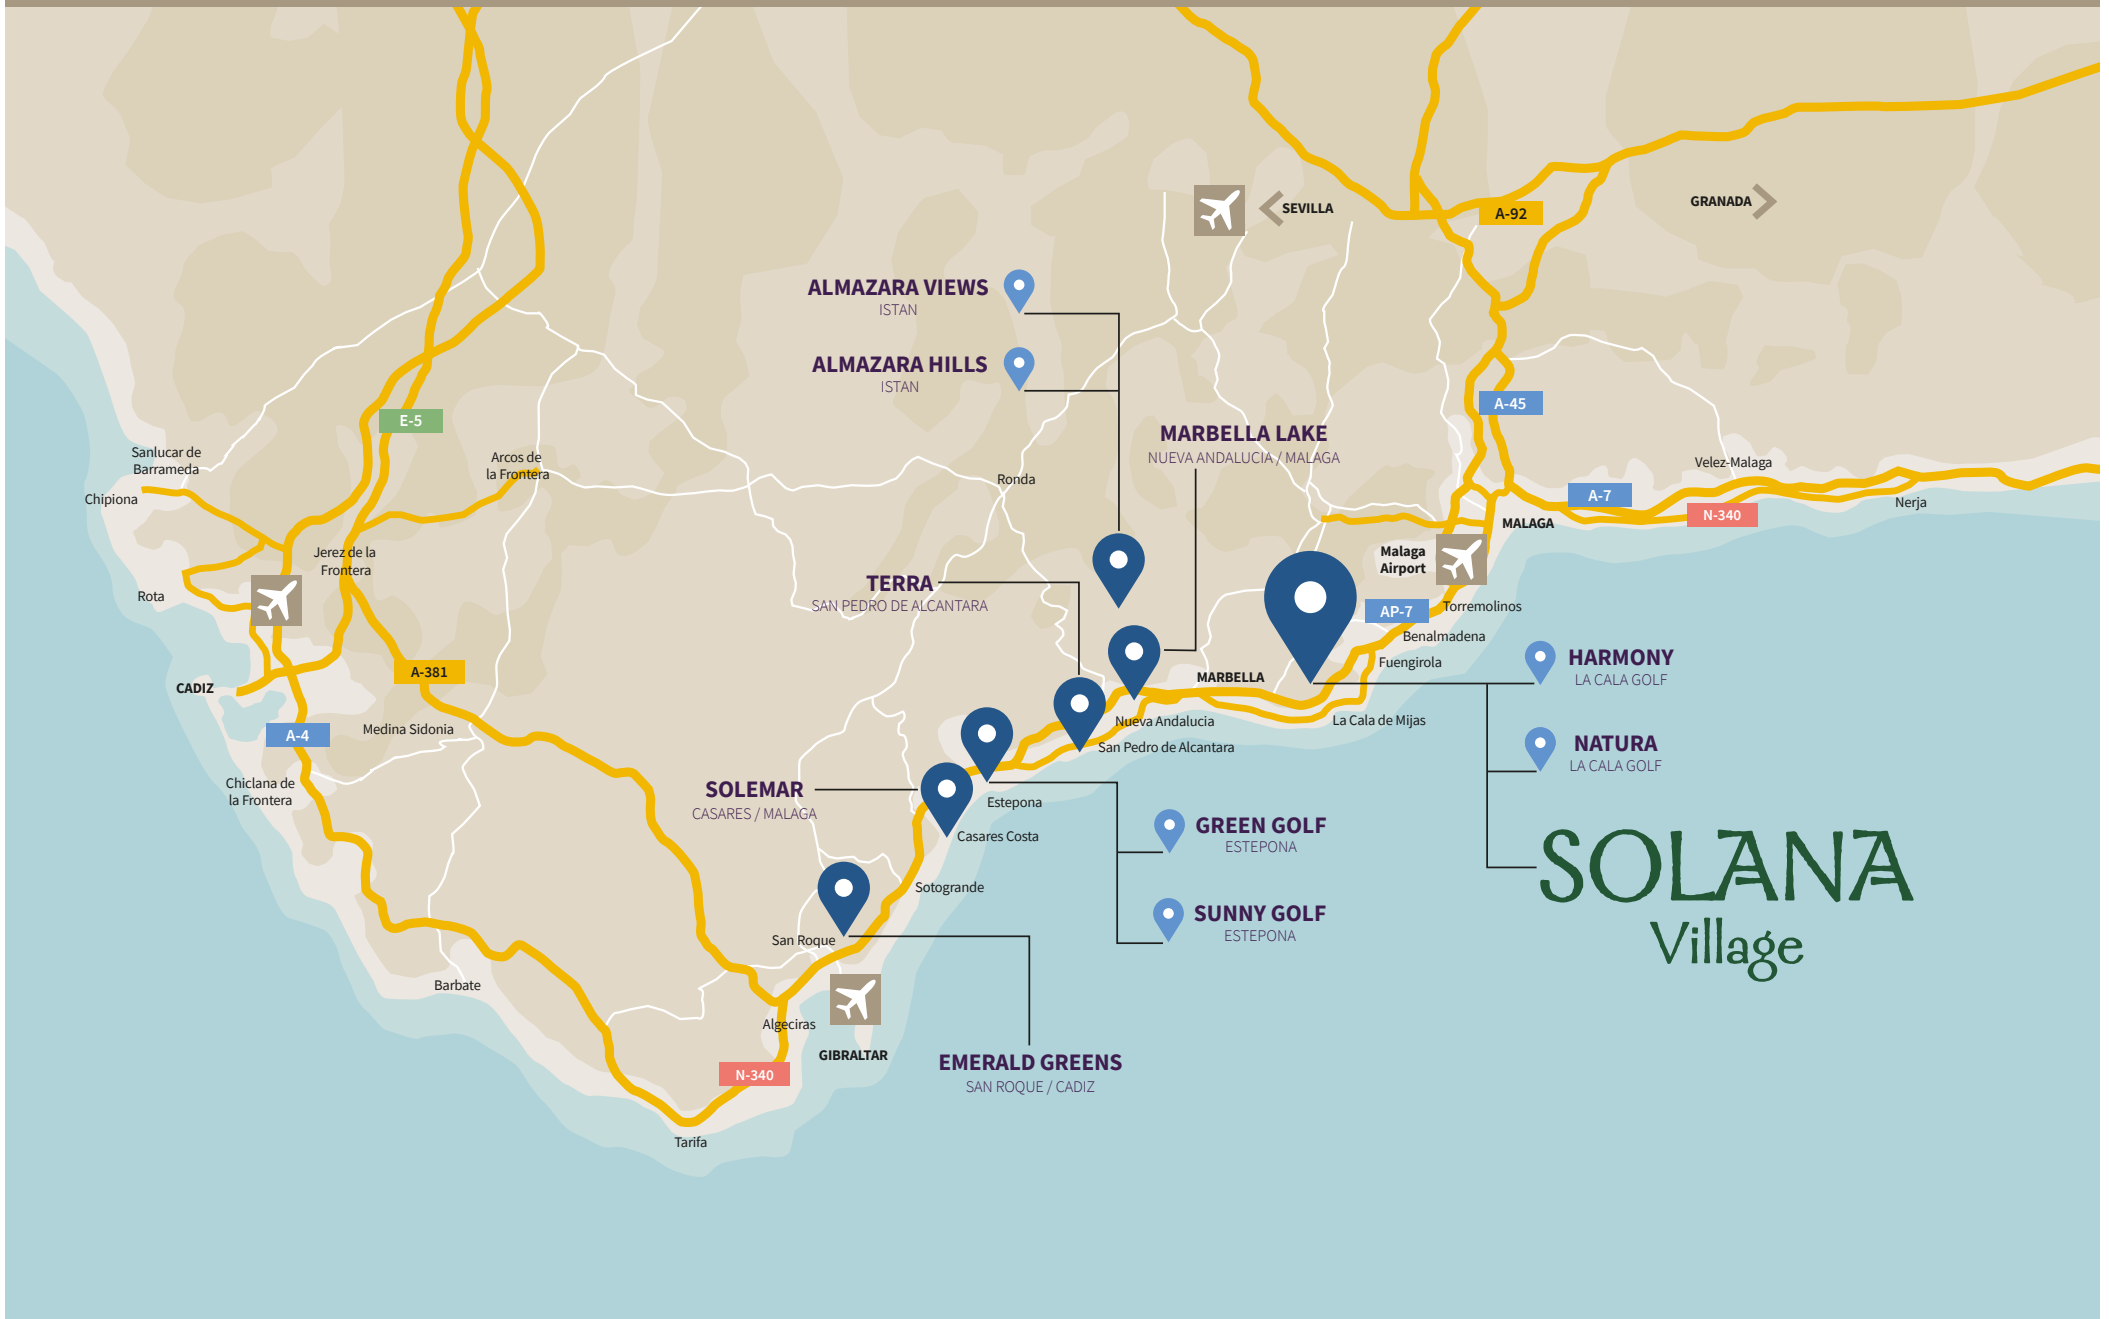 SEVILLA
GRANADA
A-92
ALMAZARA VIEWS
ISTAN
ALMAZARA HILLS
ISTAN
E-5
A-45
MARBELLA LAKE
NUEVA ANDALUCIA / MALAGA
Sanlucar de
Barrameda
Arcos de
la Frontera
Ronda
Velez-Malaga
Chipiona
A-7
N-340
Nerja
MALAGA
Jerez de la
Frontera
Malaga
Airport
TERRA
SAN PEDRO DE ALCANTARA
Rota
AP-7
Torremolinos
Benalmadena
Fuengirola
HARMONY
LA CALA GOLF
A-381
MARBELLA
CADIZ
Medina Sidonia
A-4
Nueva Andalucia
La Cala de Mijas
San Pedro de Alcantara
NATURA
LA CALA GOLF
Chiclana de
la Frontera
SOLEMAR
CASARES / MALAGA
Estepona
Casares Costa
GREEN GOLF
ESTEPONA
SOLANA
Village
Sotogrande
SUNNY GOLF
ESTEPONA
San Roque
Barbate
Algeciras
GIBRALTAR
EMERALD GREENS
SAN ROQUE / CADIZ
N-340
Tarifa